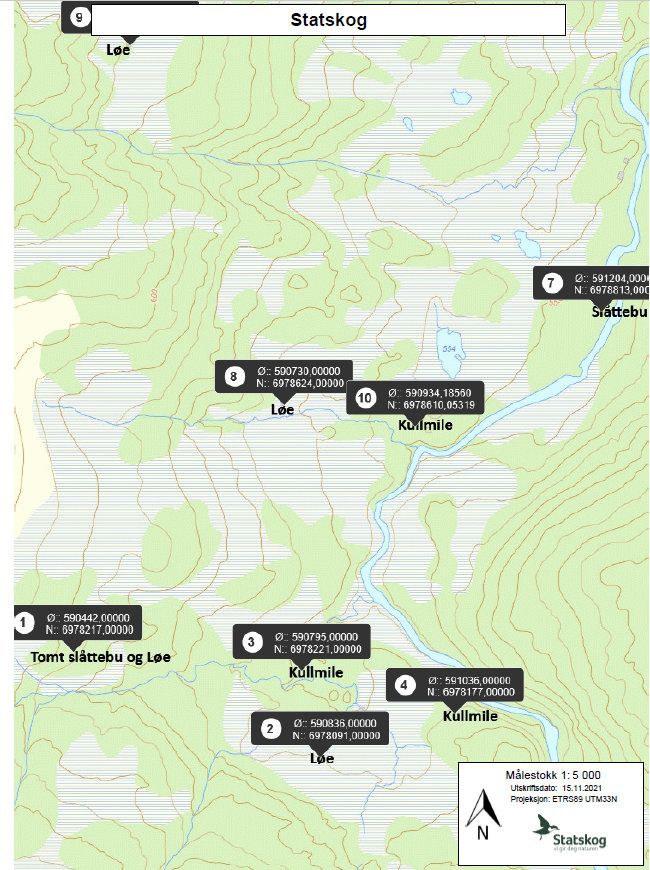 Statskog
9
Løe
7
Ø:: 591204,000
N:: 6978813,00
Slåttebu
600
554
8
Ø:: 590730,00000
N:: 6978624,00000
Løe
10
Ø:: 590934,18560
N:: 6978610,05319
Kullmile
1
Ø:: 590442,00000
N:: 6978217,00000
Tomt slåttebu og Løe
3
Ø:: 590795,00000
N:: 6978221,00000
Kullmile
4
Ø:: 591036,00000
N:: 6978177,00000
Kullmile
2
Ø:: 590836,00000
N:: 6978091,00000
Løe
Målestokk 1: 5 000
Utskriftsdato: 15.11.2021
Projeksjon: ETRS89 UTM33N
N
Statskog